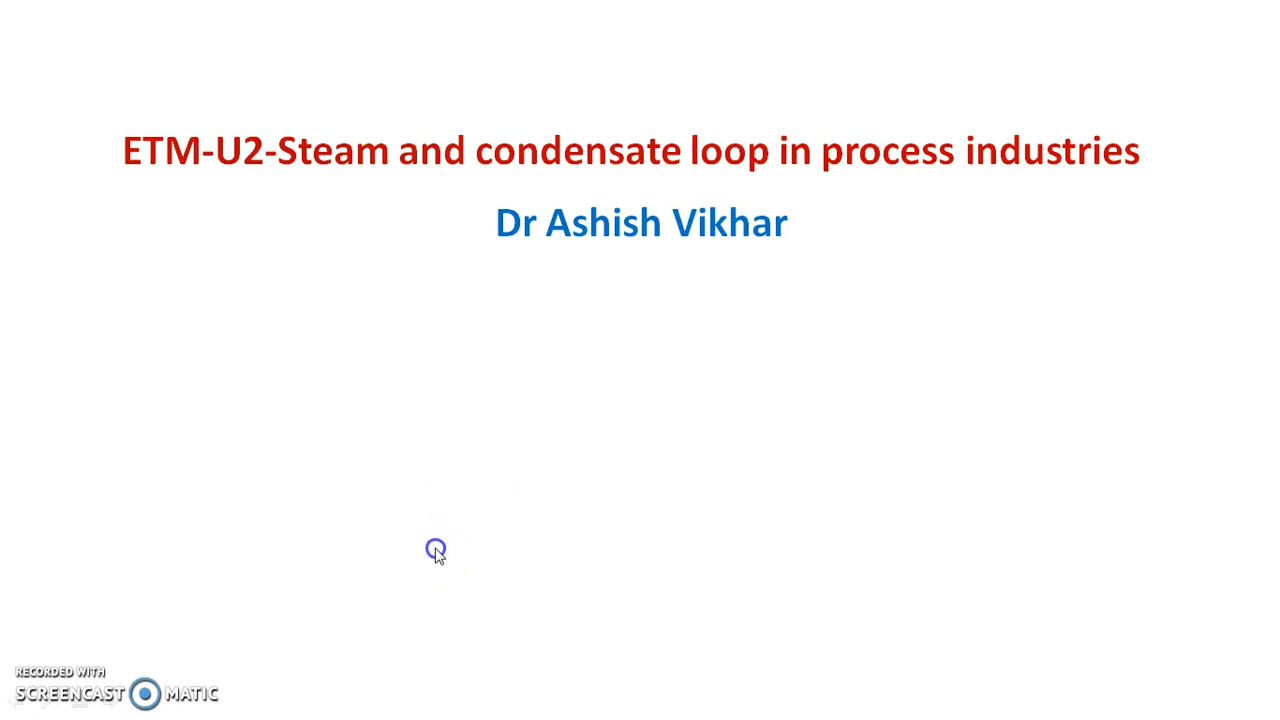 ETM-U2-Steam and condensate loop in process industries
Dr Ashish Vikhar
RECORDED WITH
SCREENCAST MATIC